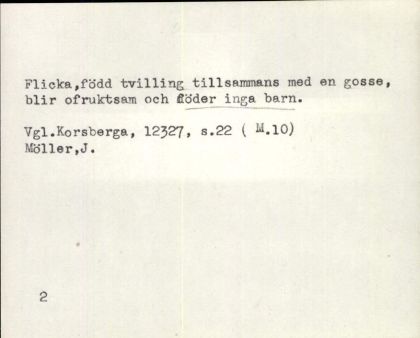 Flicka,född tvilling tillsammans med en gosse,
blir ofruktsam och föder inga barn.
Vgl.Korsberga, 12327, s.22 ( M.10)
Möller,J.
2